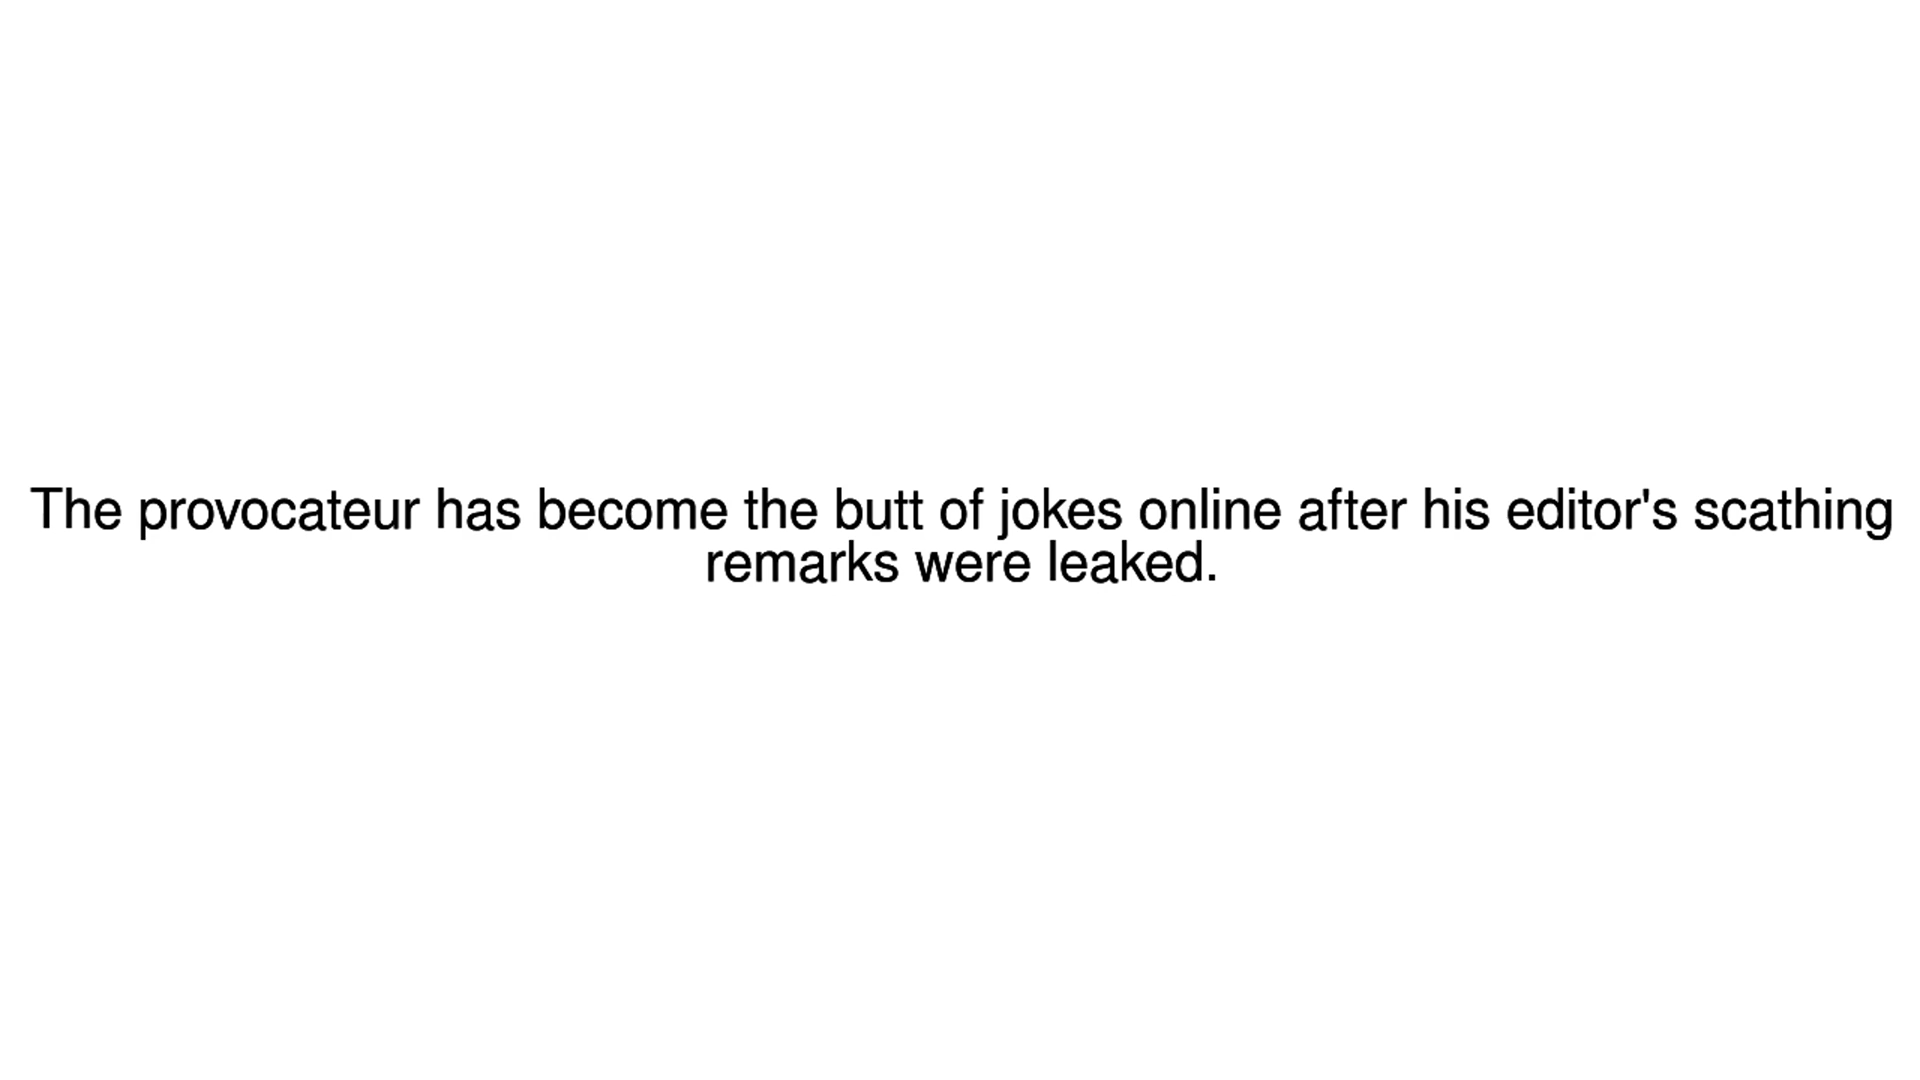 The provocateur has become the butt of jokes online after his editor's scathing
remarks were leaked.